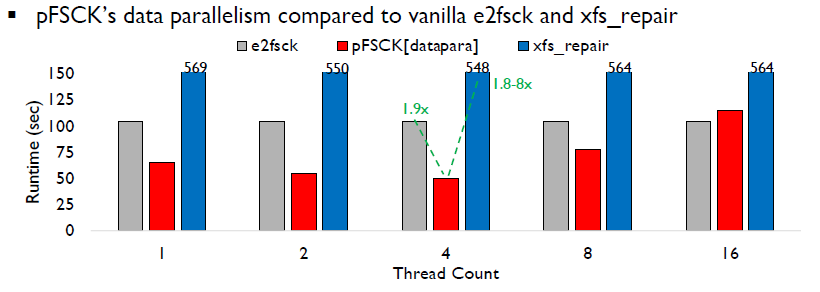 ▪ pFSCK's data parallelism compared to vanilla e2fsck and xfs_repair
e2fsck pFSCK[datapara] xfs_repair
569 550 548 564 564
150
125
100
75
50
25
0
Runtime (sec)
1.9x
1.8-8x
1 2 4 8 16
Thread Count